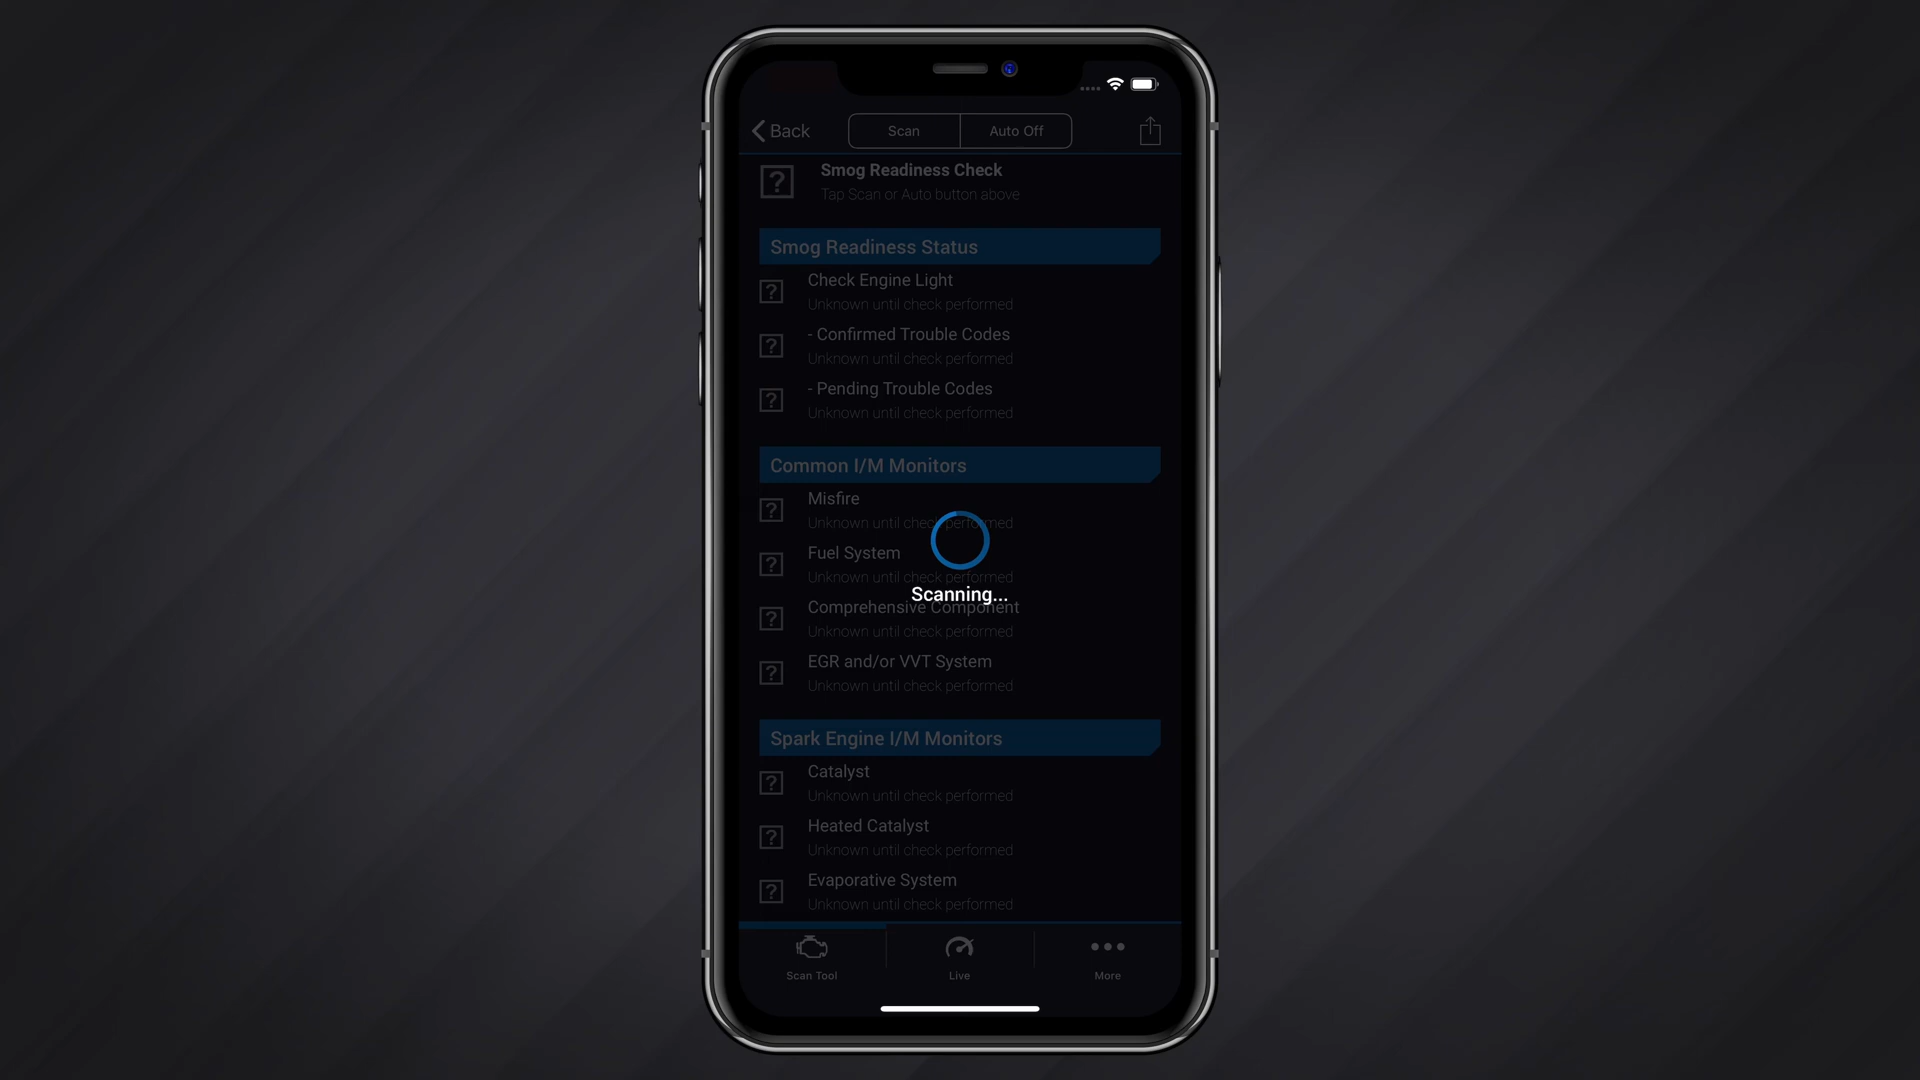 Back
Scan
Auto Off
Smog Readiness Check
Tap Scan or Auto button above
Smog Readiness Status
Check Engine Light
Unknown until check performed
- Confirmed Trouble Codes
Unknown until check performed
- Pending Trouble Codes
Unknown until check performed
Common I/M Monitors
Misfire
Unknown until check performed
Fuel System
Unknown until check performed
Scanning...
Comprehensive Component
Unknown until check performed
EGR and/or VVT System
Unknown until check performed
Spark Engine I/M Monitors
Catalyst
Unknown until check performed
Heated Catalyst
Unknown until check performed
Evaporative System
Unknown until check performed
Scan Tool
Live
More